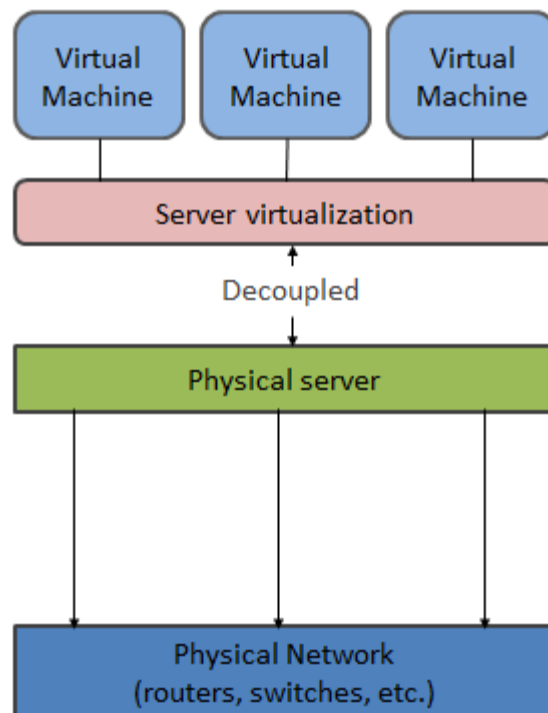 Virtual Machine
Virtual Machine
Virtual Machine
Server virtualization
Decoupled
Physical server
Physical Network
(routers, switches, etc.)